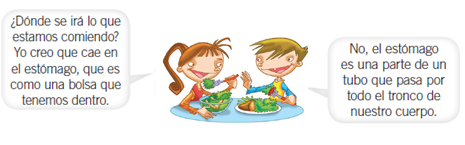 ¿Dónde se irá lo que
estamos comiendo?
Yo creo que cae en
el estómago, que es
como una bolsa que
tenemos dentro.
No, el estómago
es una parte de un
tubo que pasa por
todo el tronco de
nuestro cuerpo.